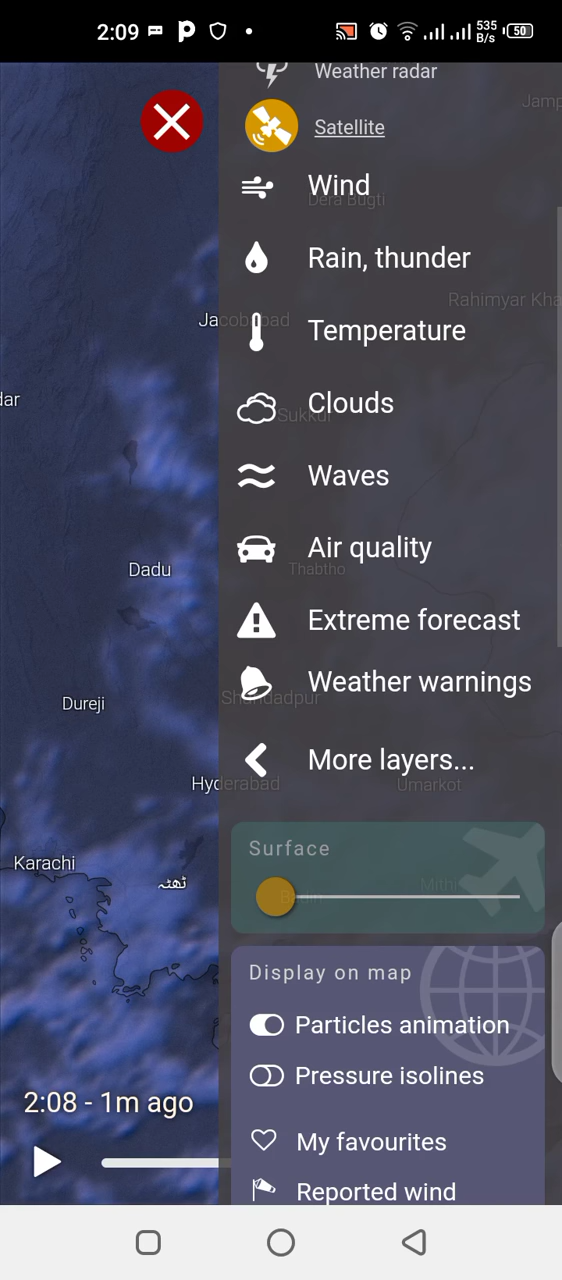 2:09
535
B/s
50
Weather radar
Jamp
Satellite
Wind
Dera Bugti
Rain, thunder
Rahimyar Kha
Jacobabad
Temperature
dar
Clouds
Sukkur
Waves
Air quality
Dadu
Thabtho
Extreme forecast
Weather warnings
Shahdadpur
Dureji
More layers...
Hyderabad
Umarkot
Surface
Karachi
ٹھٹہ
Badin
Mithi
Display on map
Particles animation
Pressure isolines
2:08 - 1m ago
My favourites
Reported wind